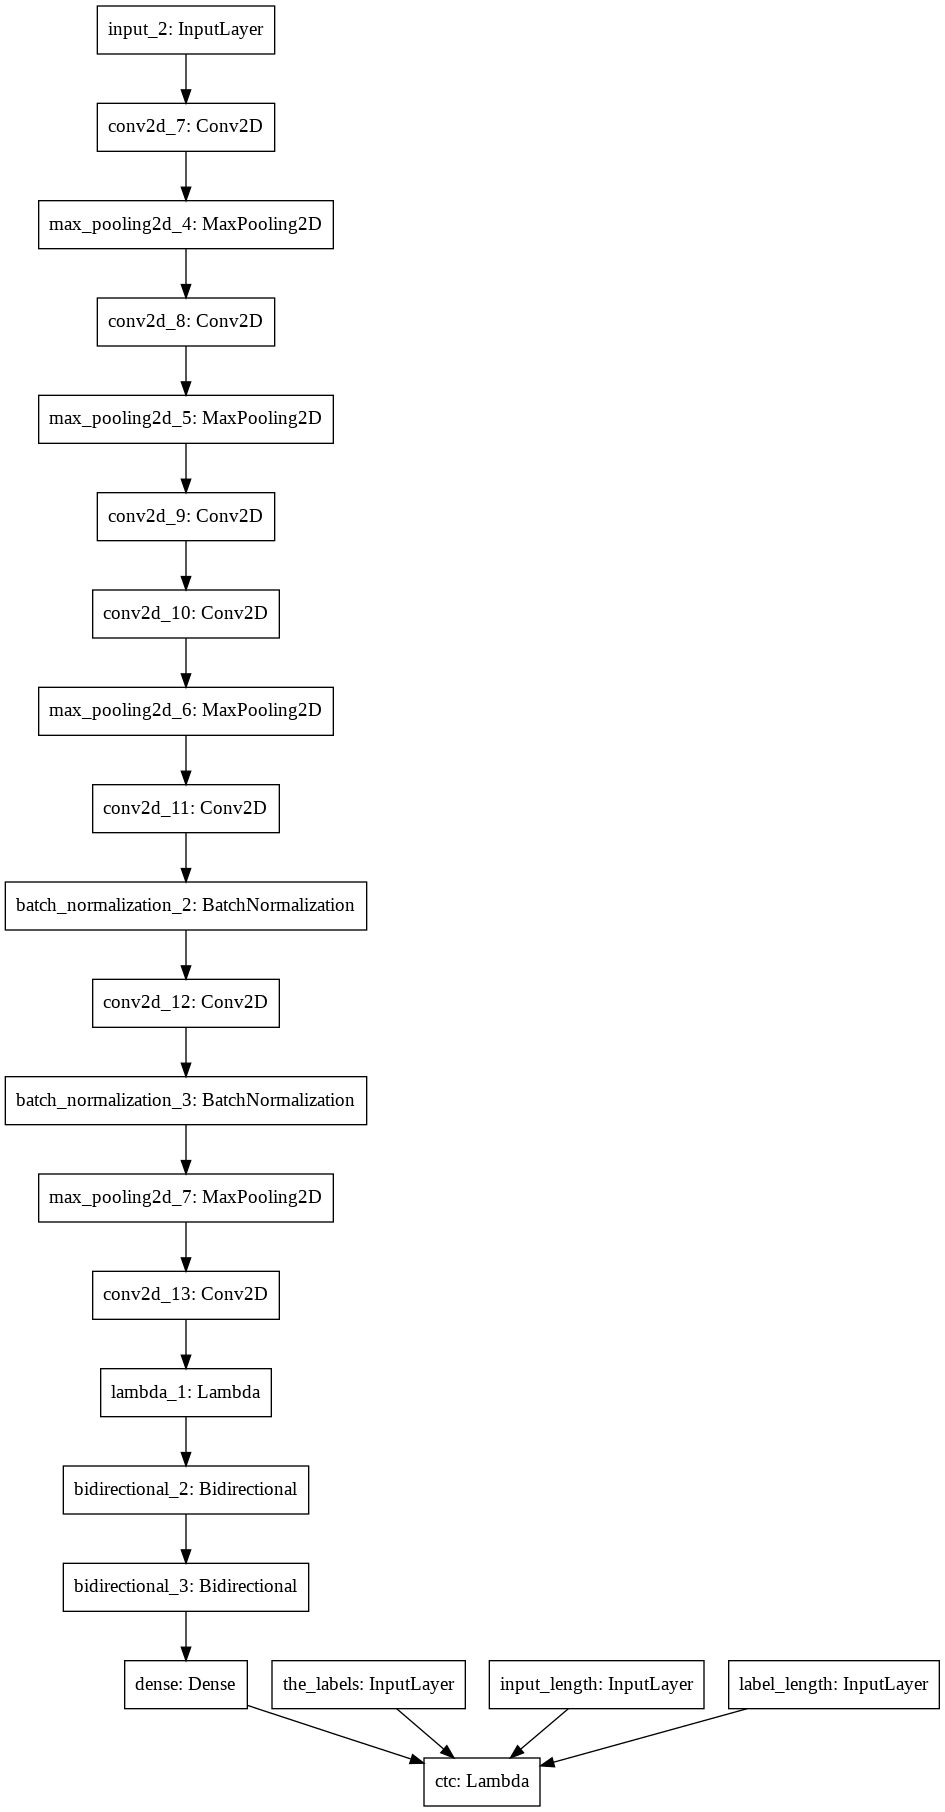 input_2: InputLayer
conv2d_7: Conv2D
max_pooling2d_4: MaxPooling2D
conv2d_8: Conv2D
max_pooling2d_5: MaxPooling2D
conv2d_9: Conv2D
conv2d_10: Conv2D
max_pooling2d_6: MaxPooling2D
conv2d_11: Conv2D
batch_normalization_2: BatchNormalization
conv2d_12: Conv2D
batch_normalization_3: BatchNormalization
max_pooling2d_7: MaxPooling2D
conv2d_13: Conv2D
lambda_1: Lambda
bidirectional_2: Bidirectional
bidirectional_3: Bidirectional
dense: Dense
the_labels: InputLayer
input_length: InputLayer
label_length: InputLayer
ctc: Lambda